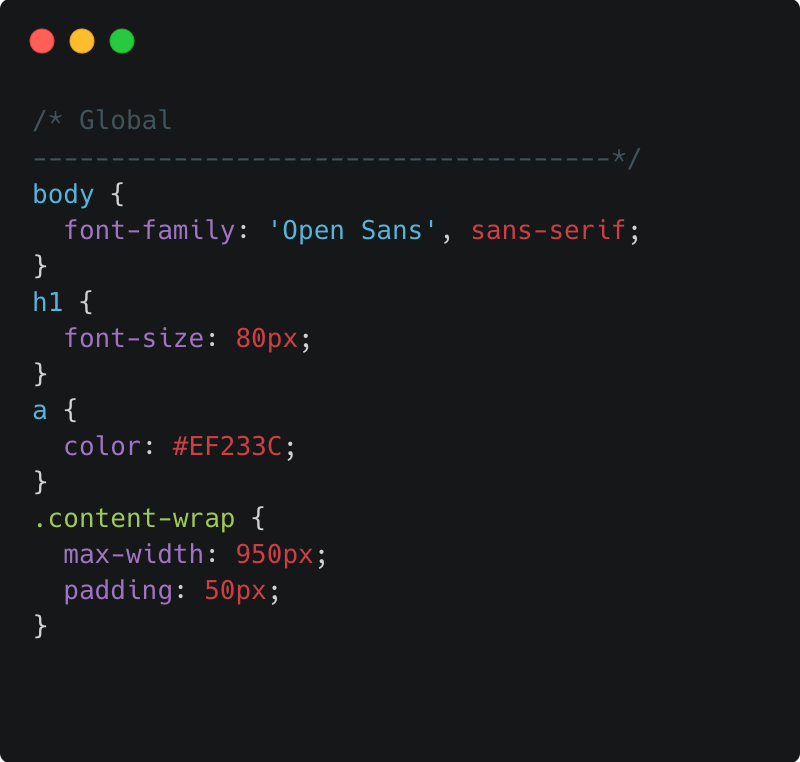 /* Global
-------------------------------------*/
body {
  font-family: 'Open Sans', sans-serif;
}
h1 {
  font-size: 80px;
}
a {
  color: #EF233C;
}
.content-wrap {
  max-width: 950px;
  padding: 50px;
}